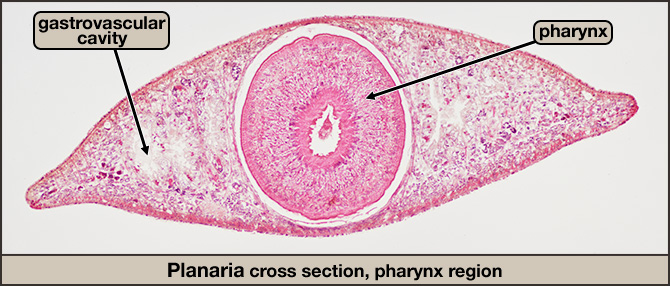 gastrovascular
cavity
pharynx
Planaria cross section, pharynx region